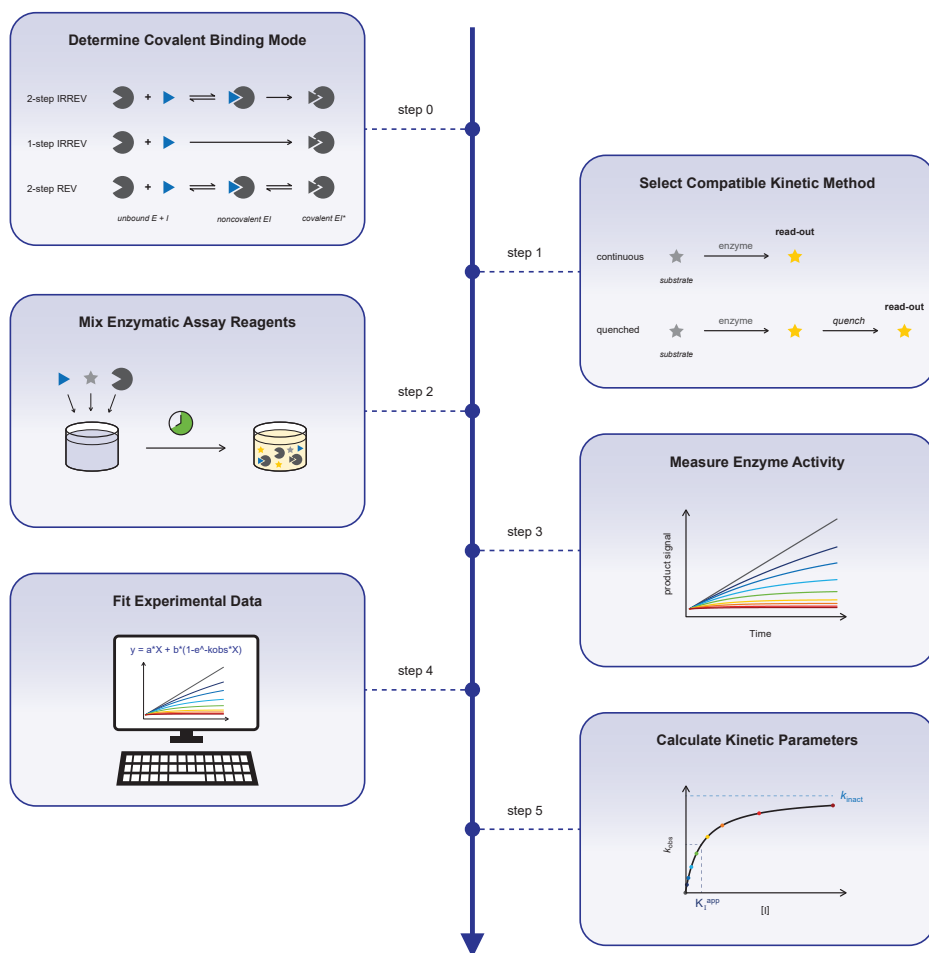 Determine Covalent Binding Mode
2-step IRREV + 
1-step IRREV + 
2-step REV + 
unbound E + I noncovalent EI covalent EI*
step 0
Select Compatible Kinetic Method
read-out
continuous enzyme
substrate
read-out
quenched enzyme quench
substrate
step 1
Mix Enzymatic Assay Reagents
step 2
Measure Enzyme Activity
product signal
Time
step 3
Fit Experimental Data
y = a*X + b*(1-e^-kobs*X)
step 4
Calculate Kinetic Parameters
kinact
kobs
KIapp
[I]
step 5